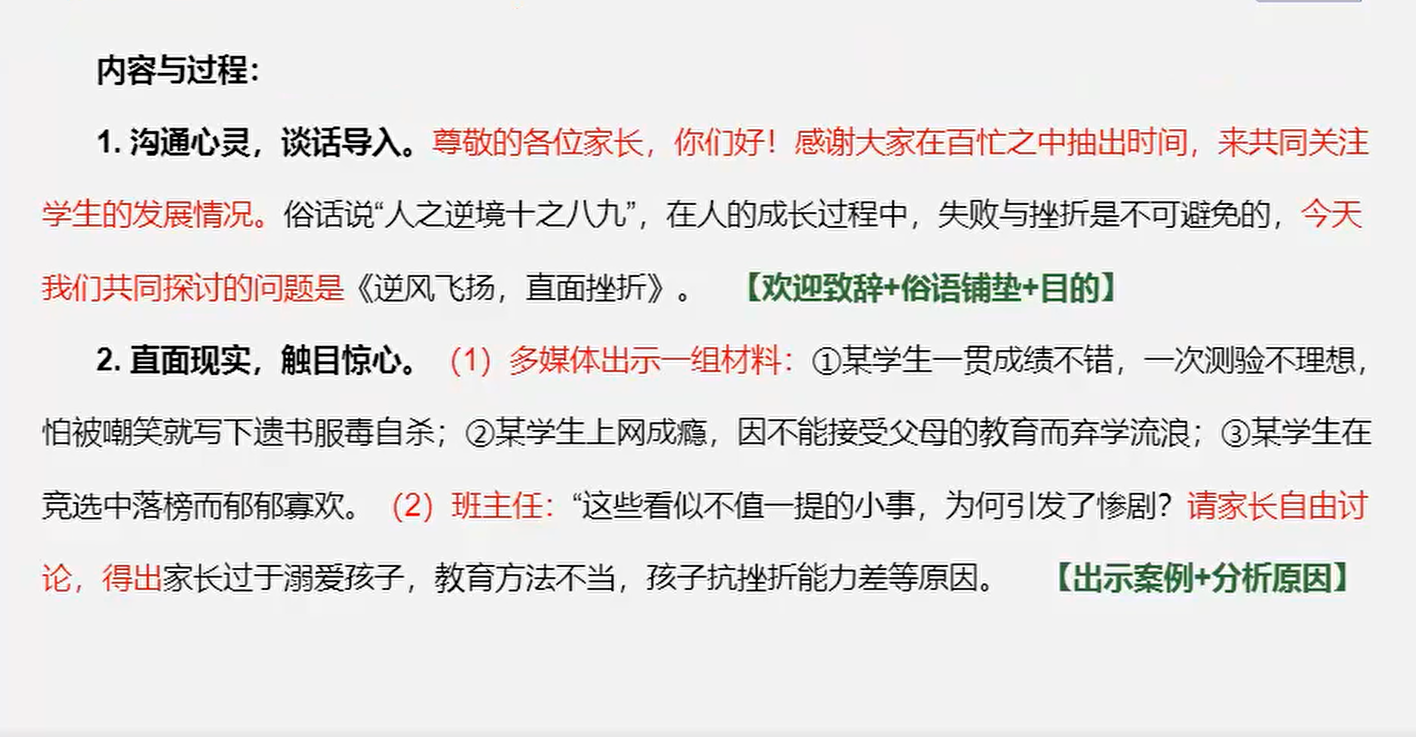 内容与过程：
1. 沟通心灵，谈话导入。尊敬的各位家长，你们好！感谢大家在百忙之中抽出时间，来共同关注
学生的发展情况。俗话说“人之逆境十之八九”，在人的成长过程中，失败与挫折是不可避免的，今天
我们共同探讨的问题是《逆风飞扬，直面挫折》。 【欢迎致辞+俗语铺垫+目的】
2. 直面现实，触目惊心。（1）多媒体出示一组材料：①某学生一贯成绩不错，一次测验不理想，
怕被嘲笑就写下遗书服毒自杀；②某学生上网成瘾，因不能接受父母的教育而弃学流浪；③某学生在
竞选中落榜而郁郁寡欢。（2）班主任：“这些看似不值一提的小事，为何引发了惨剧？请家长自由讨
论，得出家长过于溺爱孩子，教育方法不当，孩子抗挫折能力差等原因。 【出示案例+分析原因】